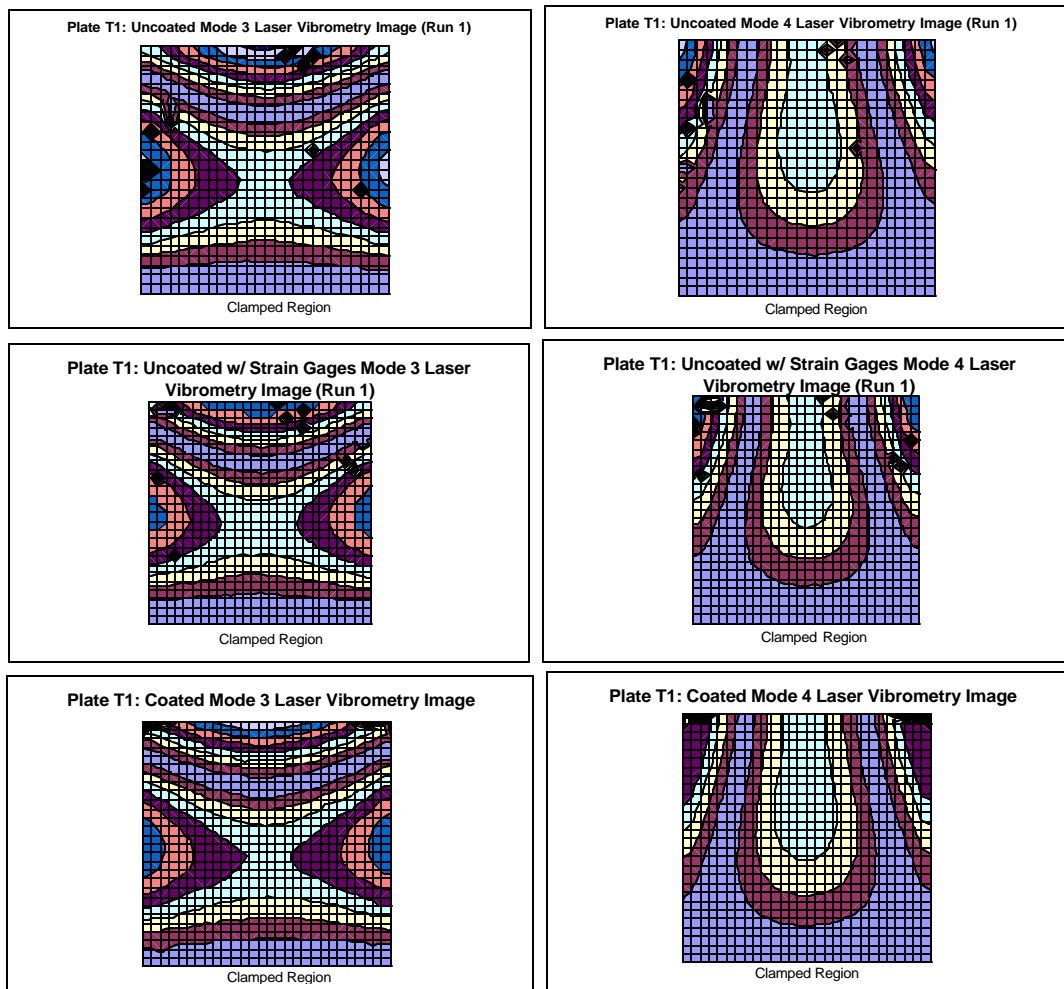 Plate T1: Uncoated Mode 3 Laser Vibrometry Image (Run 1)
Clamped Region
Plate T1: Uncoated Mode 4 Laser Vibrometry Image (Run 1)
Clamped Region
Plate T1: Uncoated w/ Strain Gages Mode 3 Laser
Vibrometry Image (Run 1)
Clamped Region
Plate T1: Uncoated w/ Strain Gages Mode 4 Laser
Vibrometry Image (Run 1)
Clamped Region
Plate T1: Coated Mode 3 Laser Vibrometry Image
Clamped Region
Plate T1: Coated Mode 4 Laser Vibrometry Image
Clamped Region